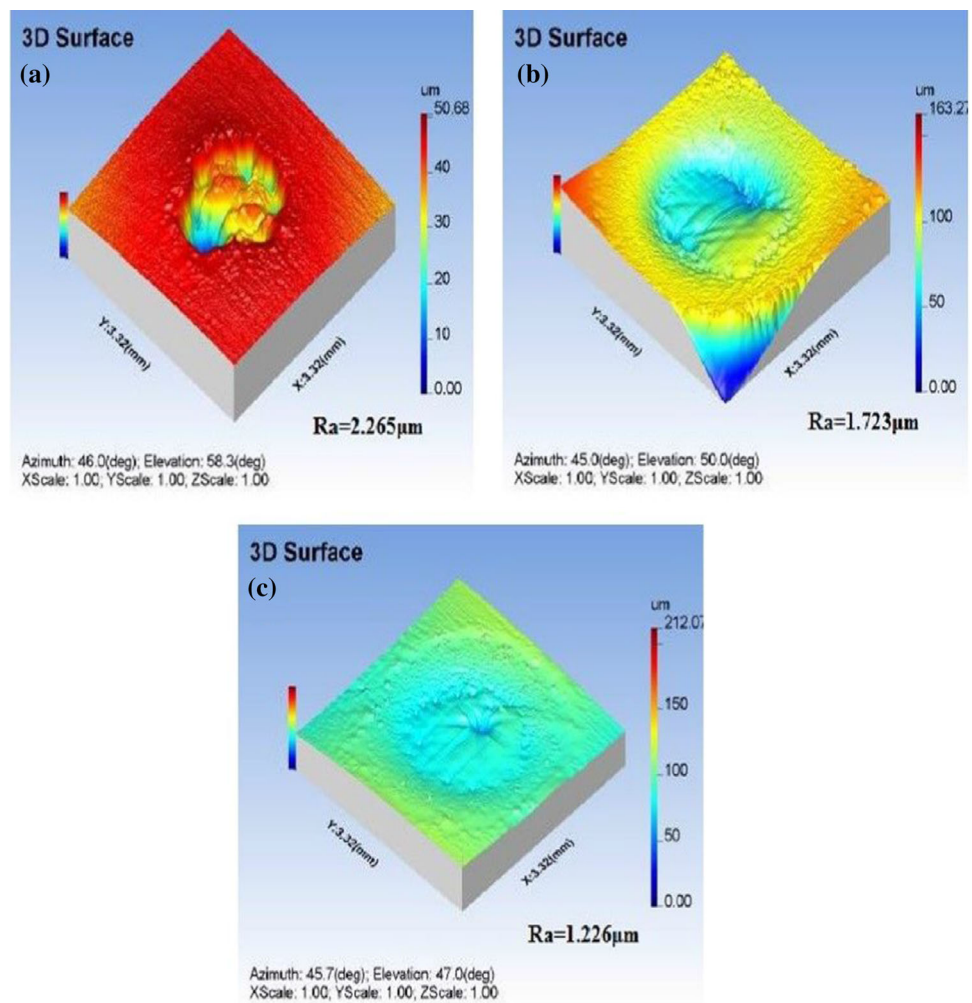 3D Surface
(a)
um
50.68
40
30
20
10
0.00
Y:3.32(mm)
X:3.32(mm)
Ra=2.265μm
Azimuth: 46.0(deg); Elevation: 58.3(deg)
XScale: 1.00; YScale: 1.00; ZScale: 1.00
3D Surface
(b)
um
163.27
100
50
0.00
Y:3.32(mm)
X:3.32(mm)
Ra=1.723μm
Azimuth: 45.0(deg); Elevation: 50.0(deg)
XScale: 1.00; YScale: 1.00; ZScale: 1.00
3D Surface
(c)
um
212.07
150
100
50
0.00
Y:3.32(mm)
X:3.32(mm)
Ra=1.226μm
Azimuth: 45.7(deg); Elevation: 47.0(deg)
XScale: 1.00; YScale: 1.00; ZScale: 1.00